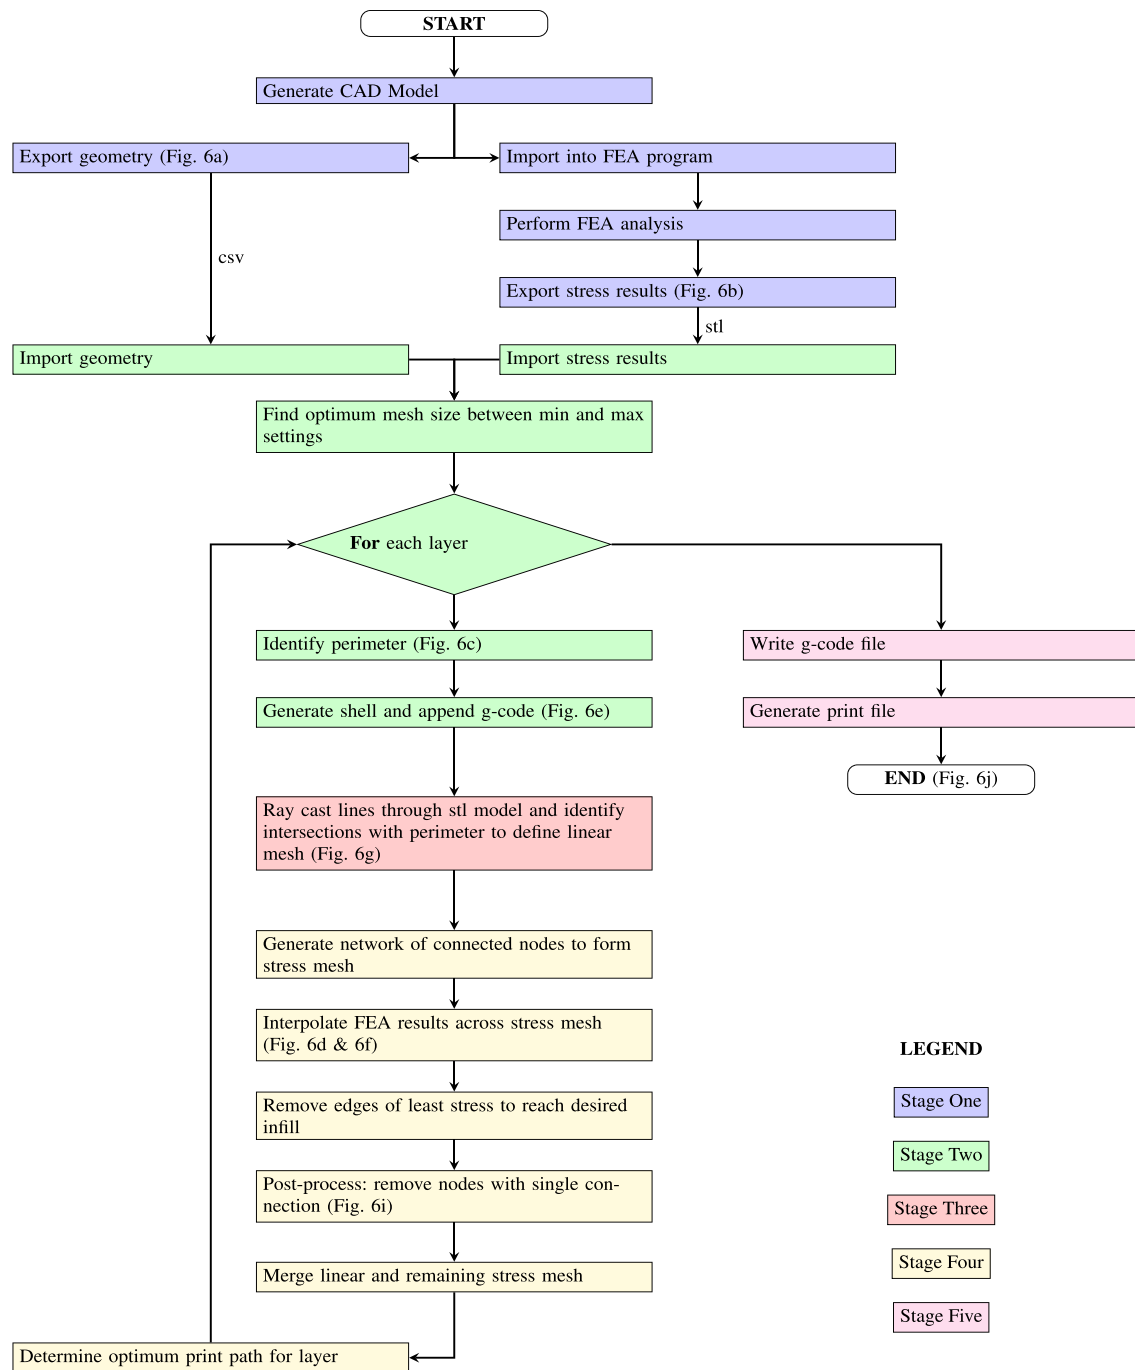 START
Generate CAD Model
Export geometry (Fig. 6a)
Import into FEA program
Perform FEA analysis
csv
Export stress results (Fig. 6b)
stl
Import geometry
Import stress results
Find optimum mesh size between min and max
settings
For each layer
Identify perimeter (Fig. 6c)
Write g-code file
Generate shell and append g-code (Fig. 6e)
Generate print file
END (Fig. 6j)
Ray cast lines through stl model and identify
intersections with perimeter to define linear
mesh (Fig. 6g)
Generate network of connected nodes to form
stress mesh
Interpolate FEA results across stress mesh
(Fig. 6d & 6f)
Remove edges of least stress to reach desired
infill
Post-process: remove nodes with single con-
nection (Fig. 6i)
Merge linear and remaining stress mesh
Determine optimum print path for layer
LEGEND
Stage One
Stage Two
Stage Three
Stage Four
Stage Five